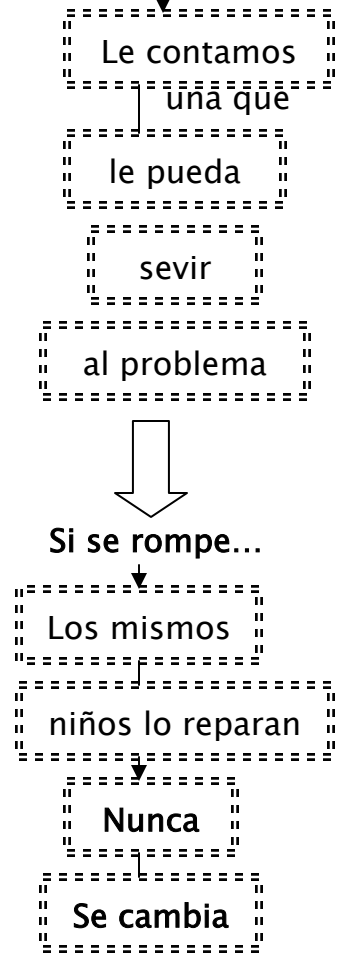 Le contamos
una que
le pueda
sevir
al problema
Si se rompe...
Los mismos
niños lo reparan
Nunca
Se cambia